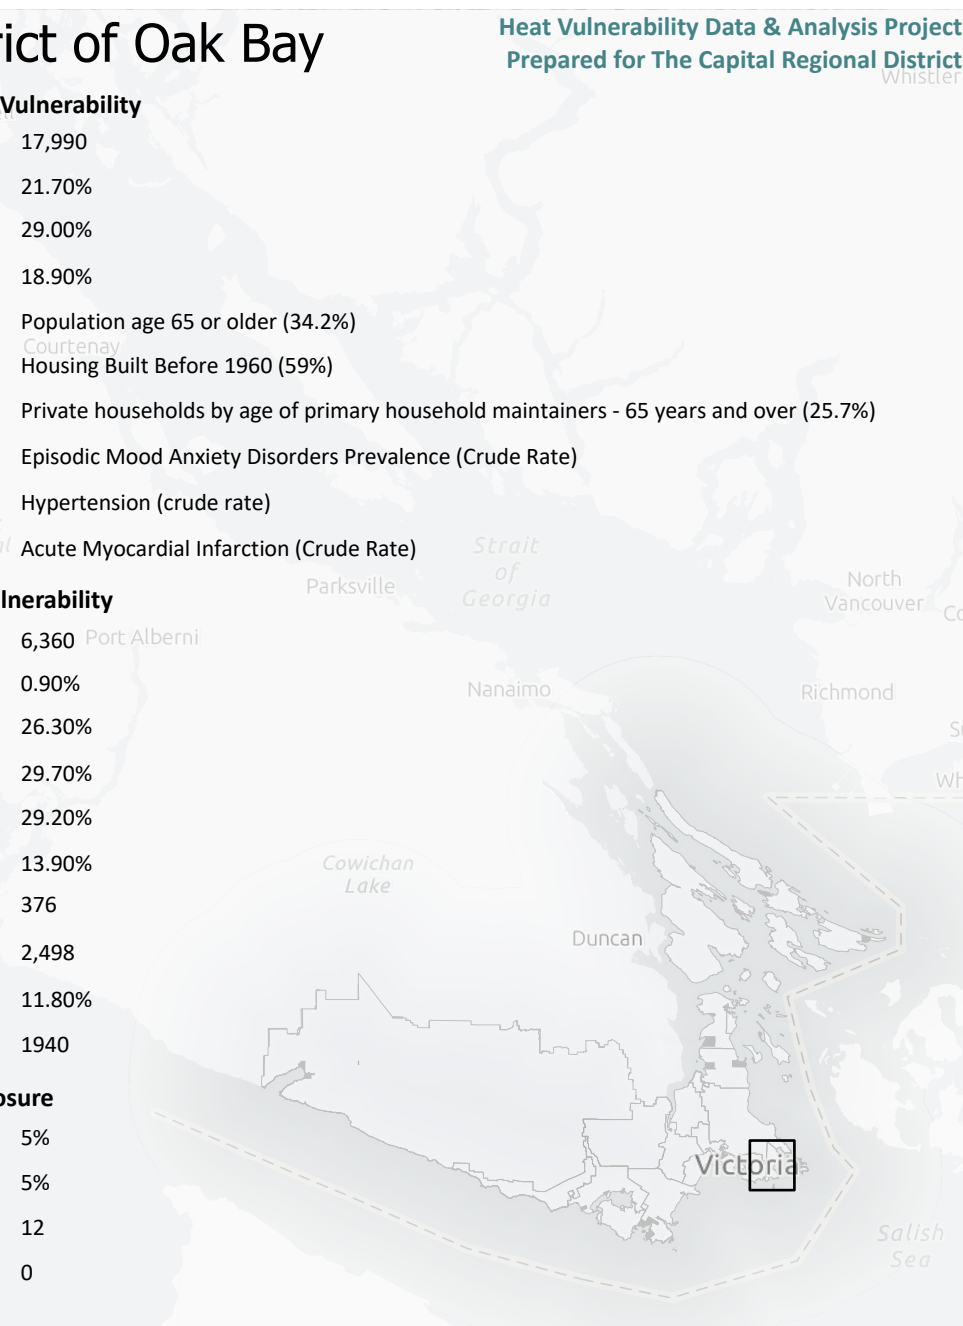 rict of Oak Bay
Heat Vulnerability Data & Analysis Project
Prepared for The Capital Regional District
Whistler
Vulnerability
17,990
21.70%
29.00%
18.90%
Population age 65 or older (34.2%)
Courtenay
Housing Built Before 1960 (59%)
Private households by age of primary household maintainers - 65 years and over (25.7%)
Episodic Mood Anxiety Disorders Prevalence (Crude Rate)
Hypertension (crude rate)
Acute Myocardial Infarction (Crude Rate)
Strait
of
Georgia
Parksville
North
Vancouver
lnerability
6,360
Port Alberni
0.90%
Nanaimo
Richmond
26.30%
29.70%
29.20%
13.90%
Cowichan
Lake
376
2,498
Duncan
11.80%
1940
osure
5%
Victoria
5%
12
Salish
Sea
0